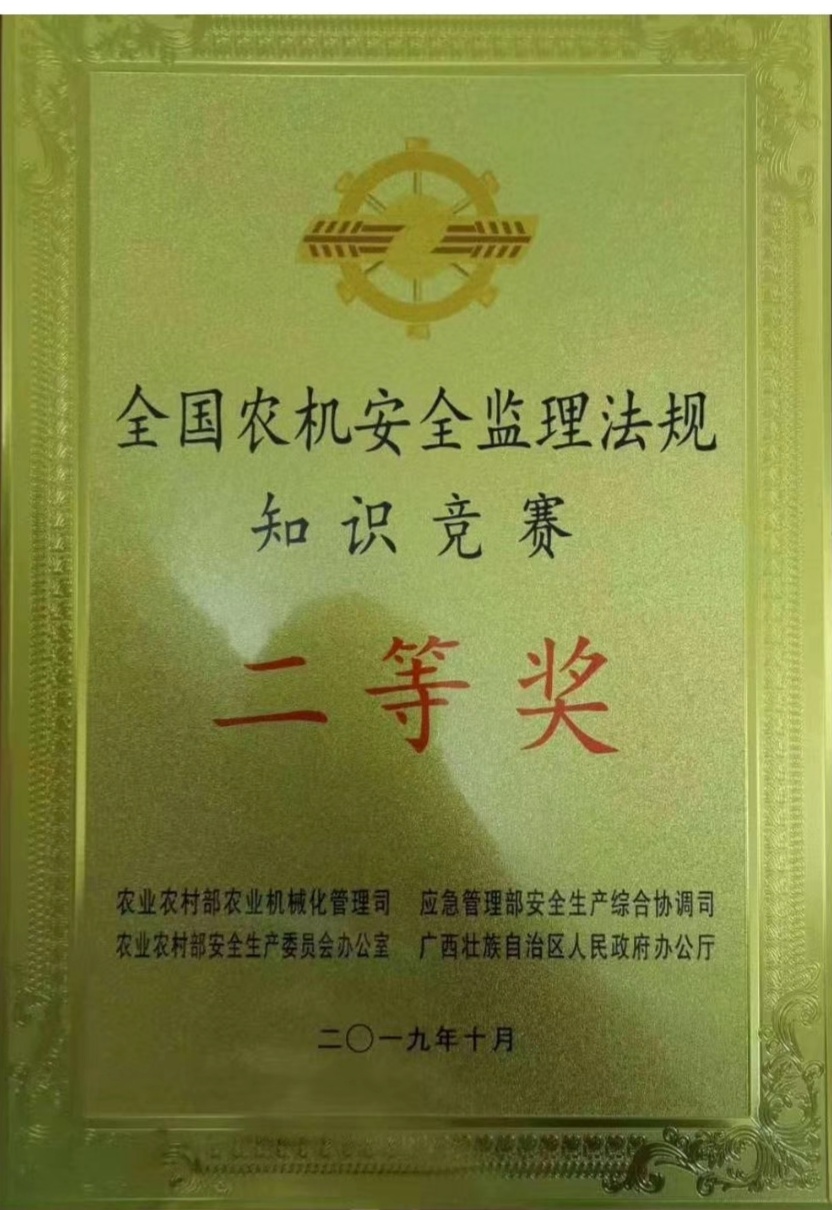 全国农机安全监理法规
知识竞赛
二等奖
农业农村部农业机械化管理司 应急管理部安全生产综合协调司
农业农村部安全生产委员会办公室 广西壮族自治区人民政府办公厅
二〇一九年十月